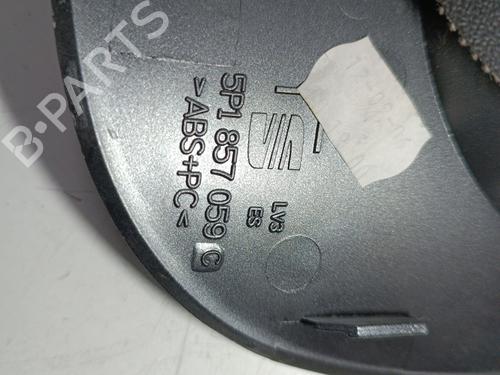 5P1 857 059 C
>ABS+PC<
LV3
ES
B-PARTS